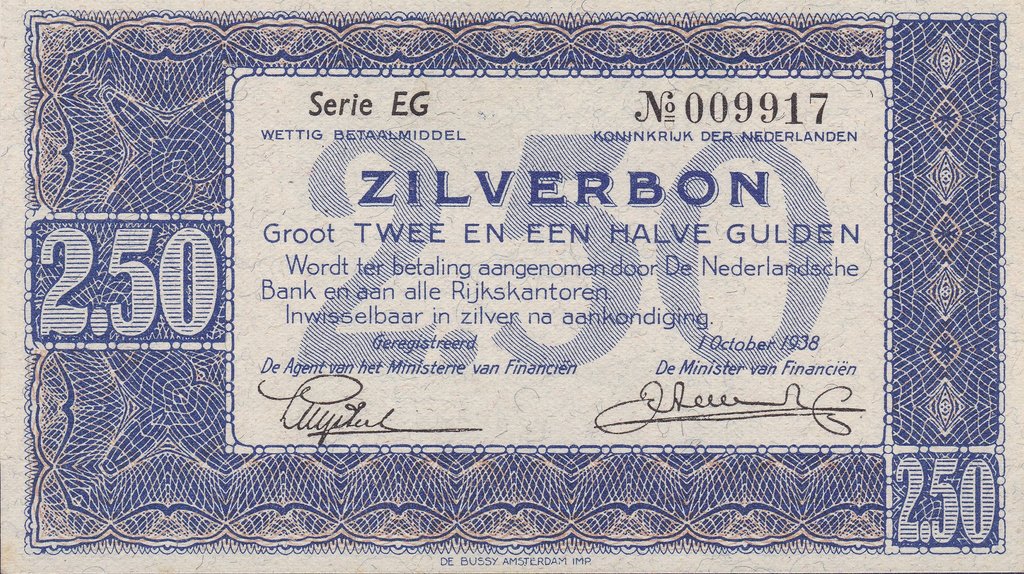 Serie EG
№ 009917
WETTIG BETAALMIDDEL
KONINKRIJK DER NEDERLANDEN
2.50
ZILVERBON
Groot TWEE EN EEN HALVE GULDEN
Wordt ter betaling aangenomen door De Nederlandsche
Bank en aan alle Rijkskantoren.
Inwisselbaar in zilver na aankondiging.
2.50
Geregistreerd
1 October 1938
De Agent van het Ministerie van Financiën
De Minister van Financiën
2.50
DE BUSSY AMSTERDAM IMP.